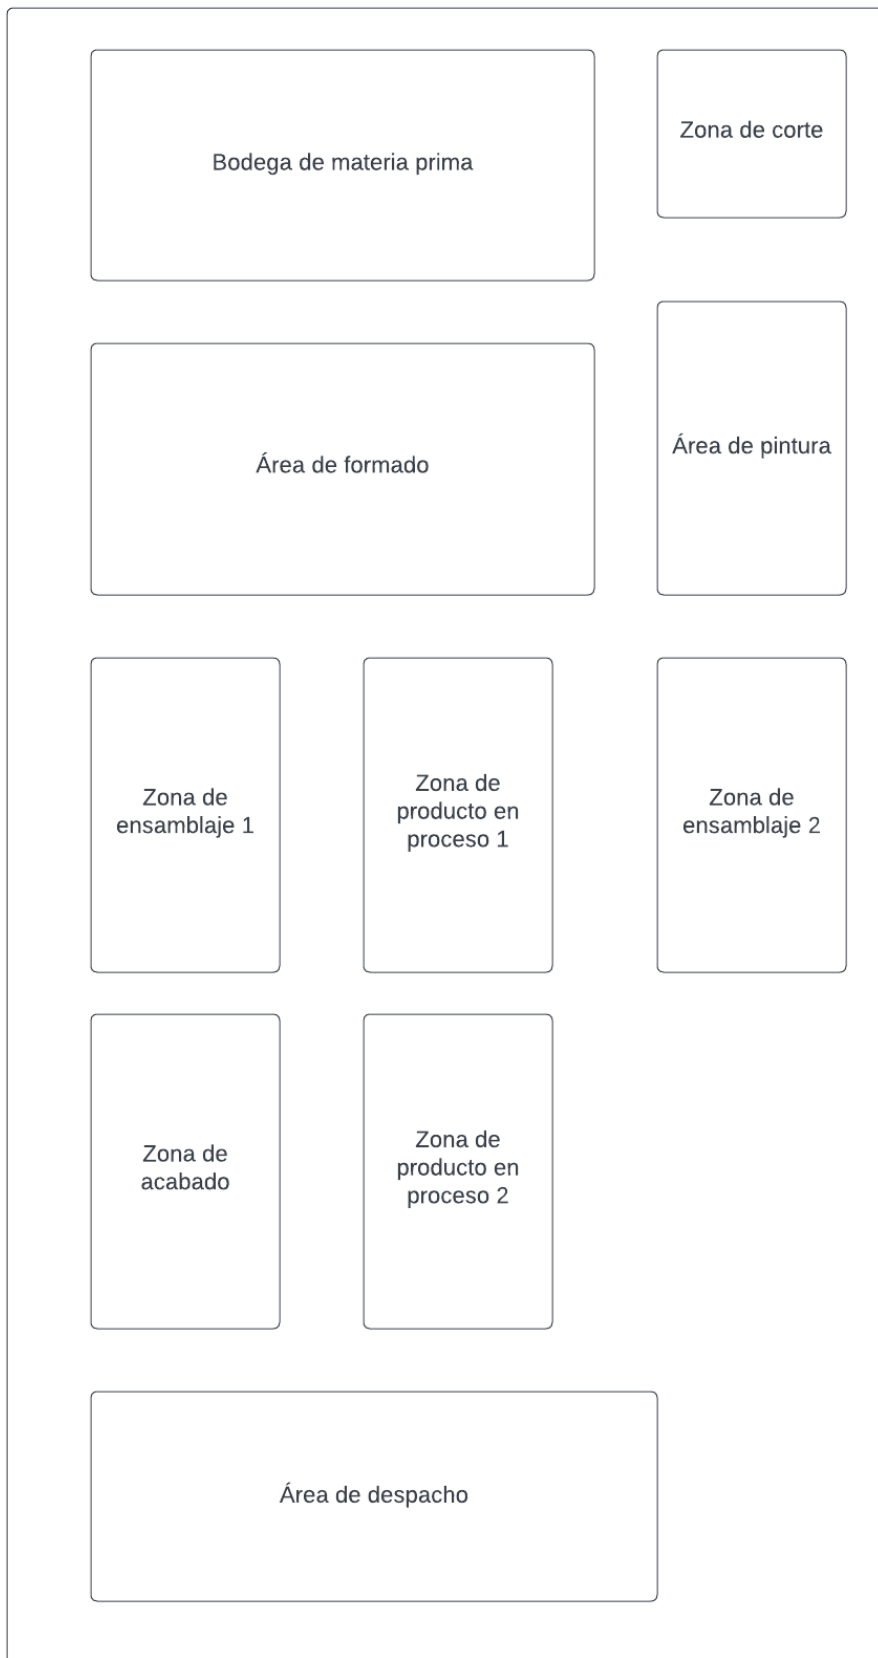 Bodega de materia prima
Zona de corte
Área de formado
Área de pintura
Zona de
ensamblaje 1
Zona de
producto en
proceso 1
Zona de
ensamblaje 2
Zona de
acabado
Zona de
producto en
proceso 2
Área de despacho